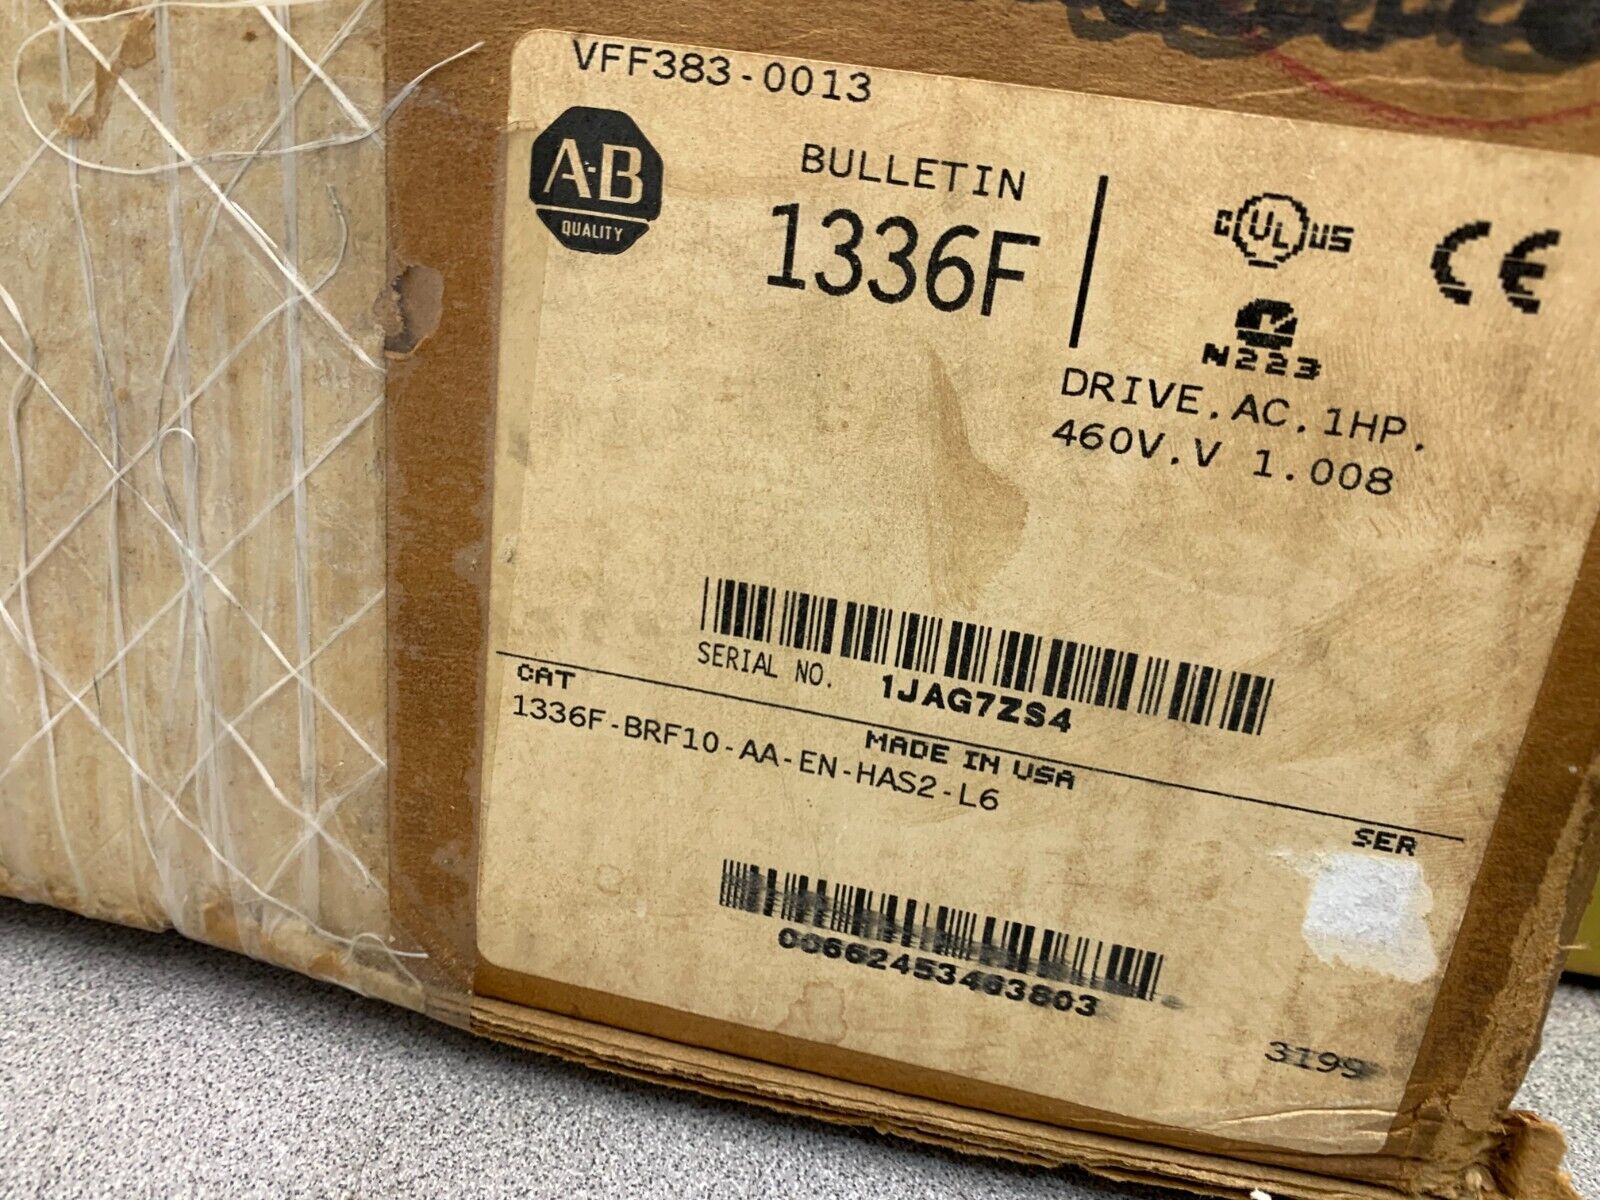 VFF383-0013
A-B
QUALITY
BULLETIN
1336F
C UL US
CE
N223
DRIVE,AC,1HP,
460V,V 1.008
SERIAL NO. 1JAG7ZS4
CAT
MADE IN USA
SER
1336F-BRF10-AA-EN-HAS2-L6
00662453463803
3199